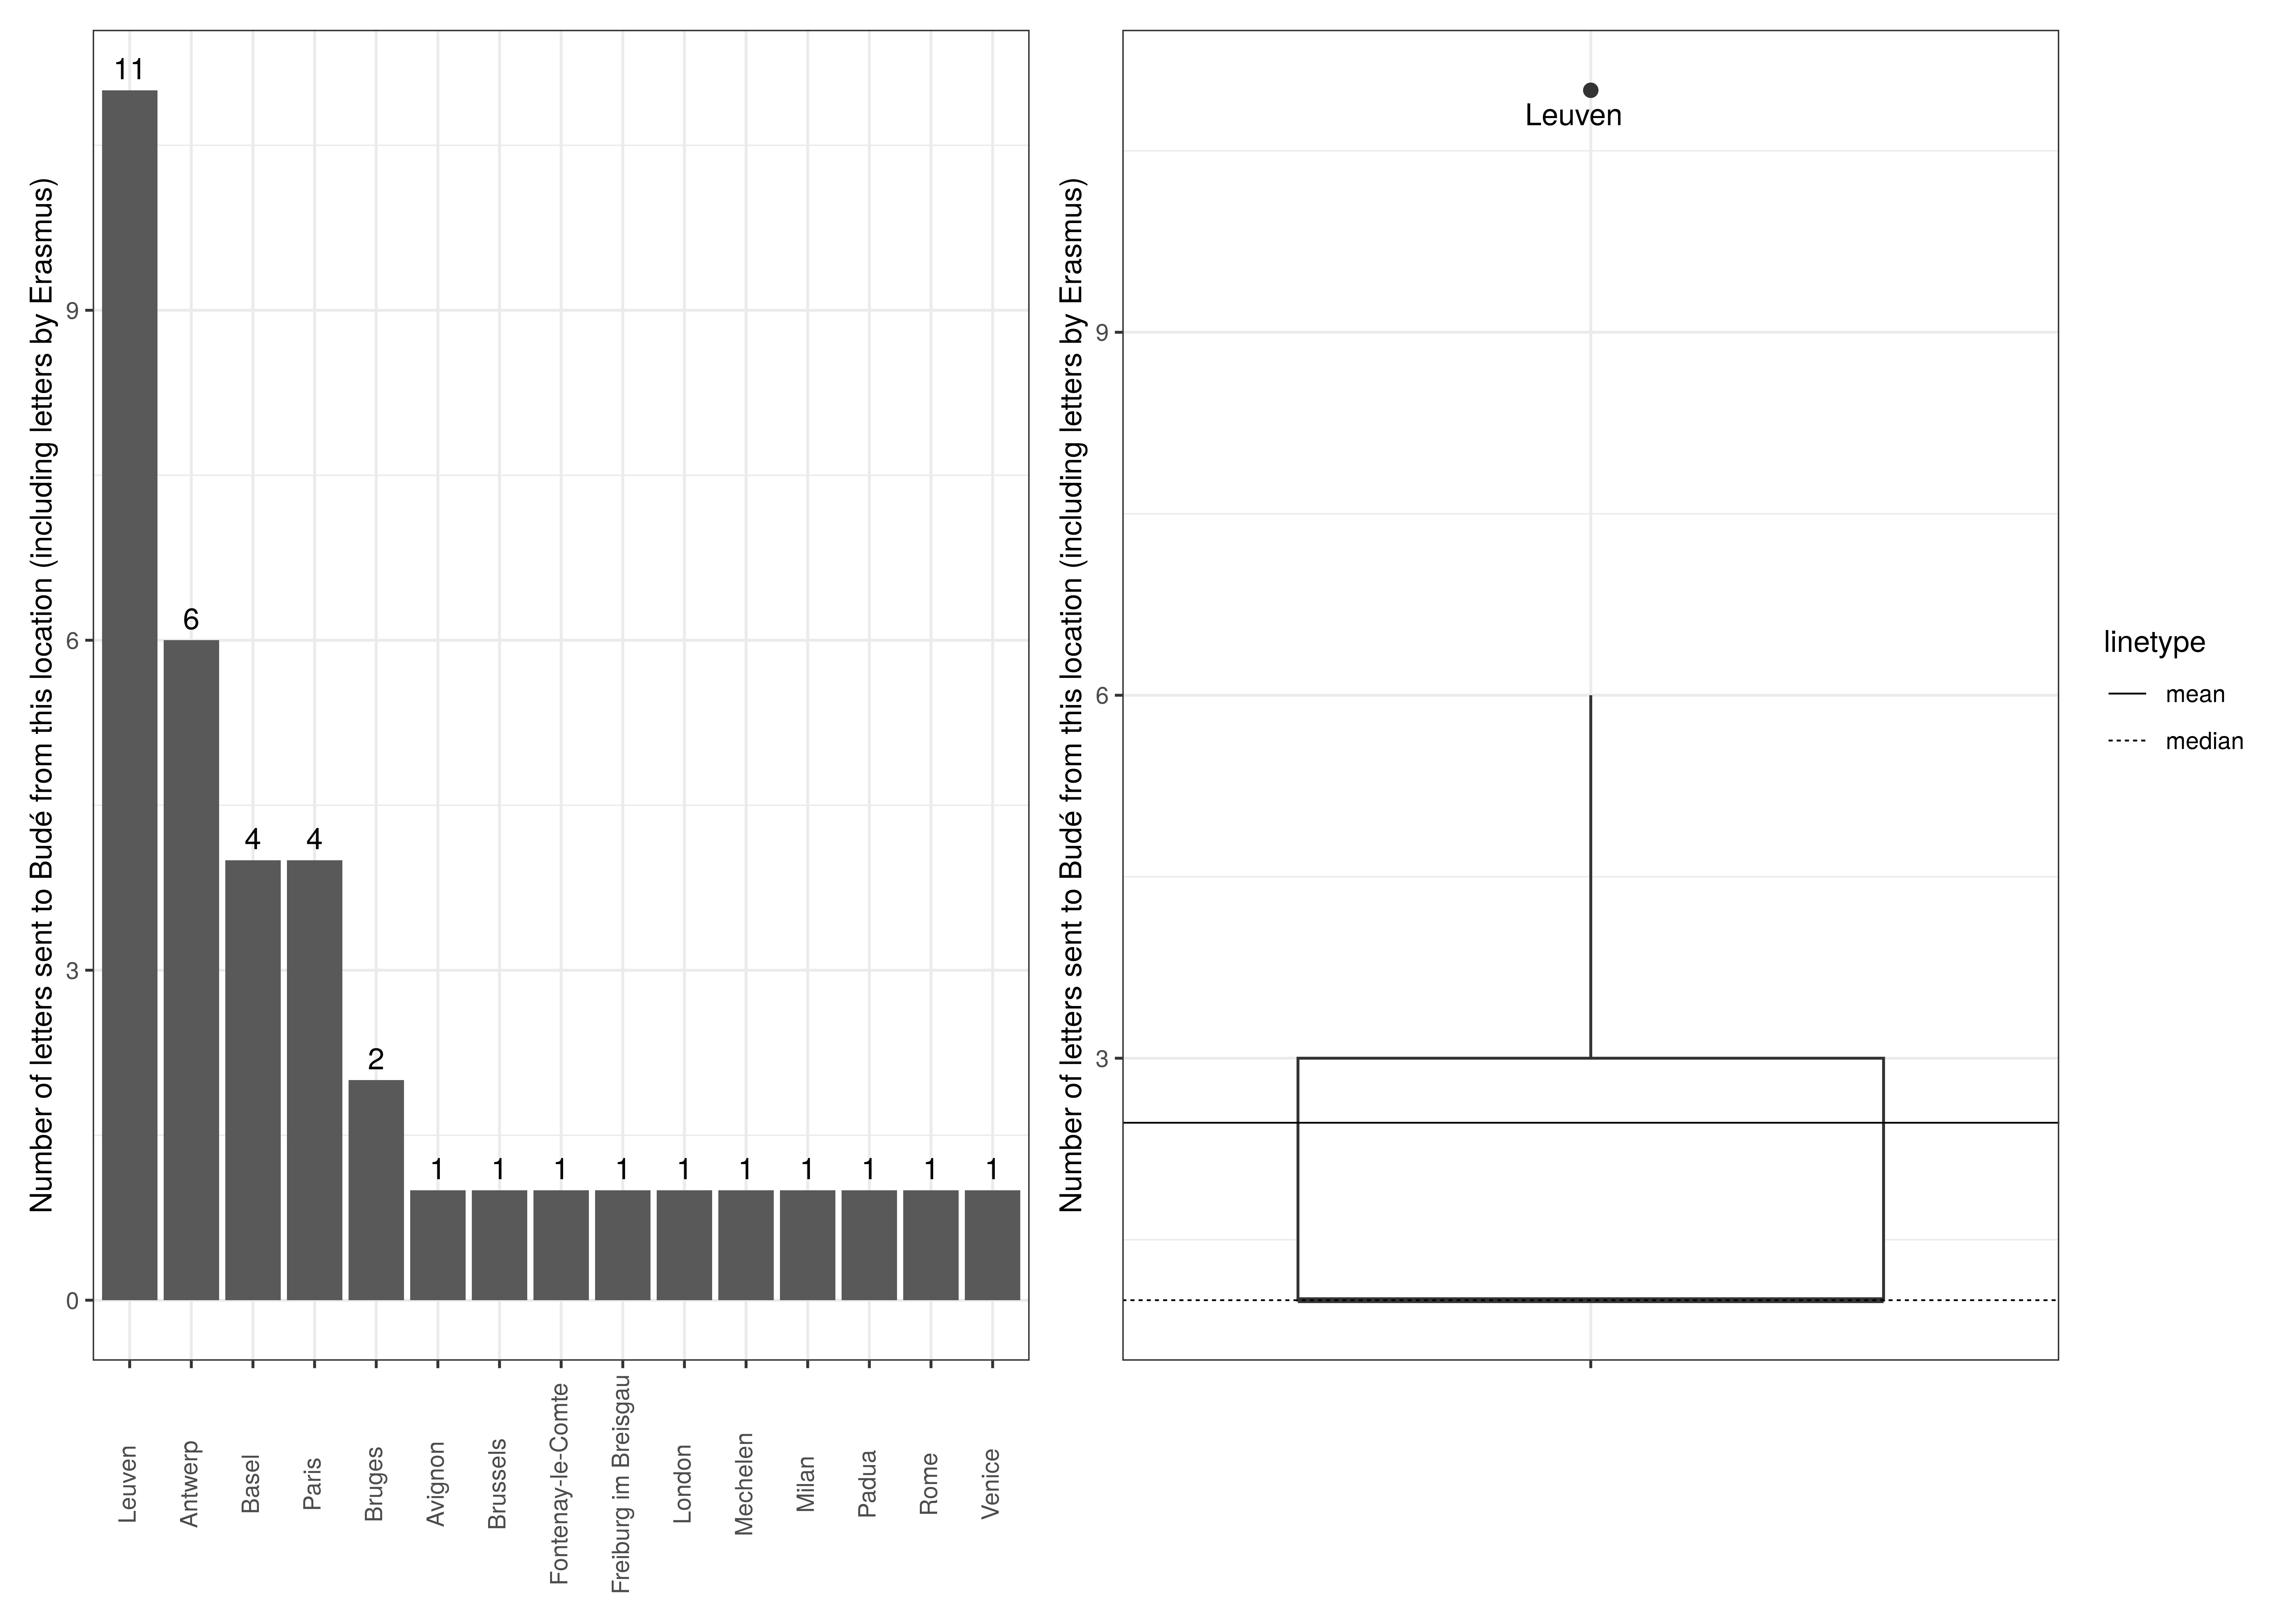 Number of letters sent to Budé from this location (including letters by Erasmus)
9
6
3
0
11
6
4
4
2
1
1
1
1
1
1
1
1
1
1
Leuven
Antwerp
Basel
Paris
Bruges
Avignon
Brussels
Fontenay-le-Comte
Freiburg im Breisgau
London
Mechelen
Milan
Padua
Rome
Venice
Number of letters sent to Budé from this location (including letters by Erasmus)
9
6
3
Leuven
linetype
mean
median